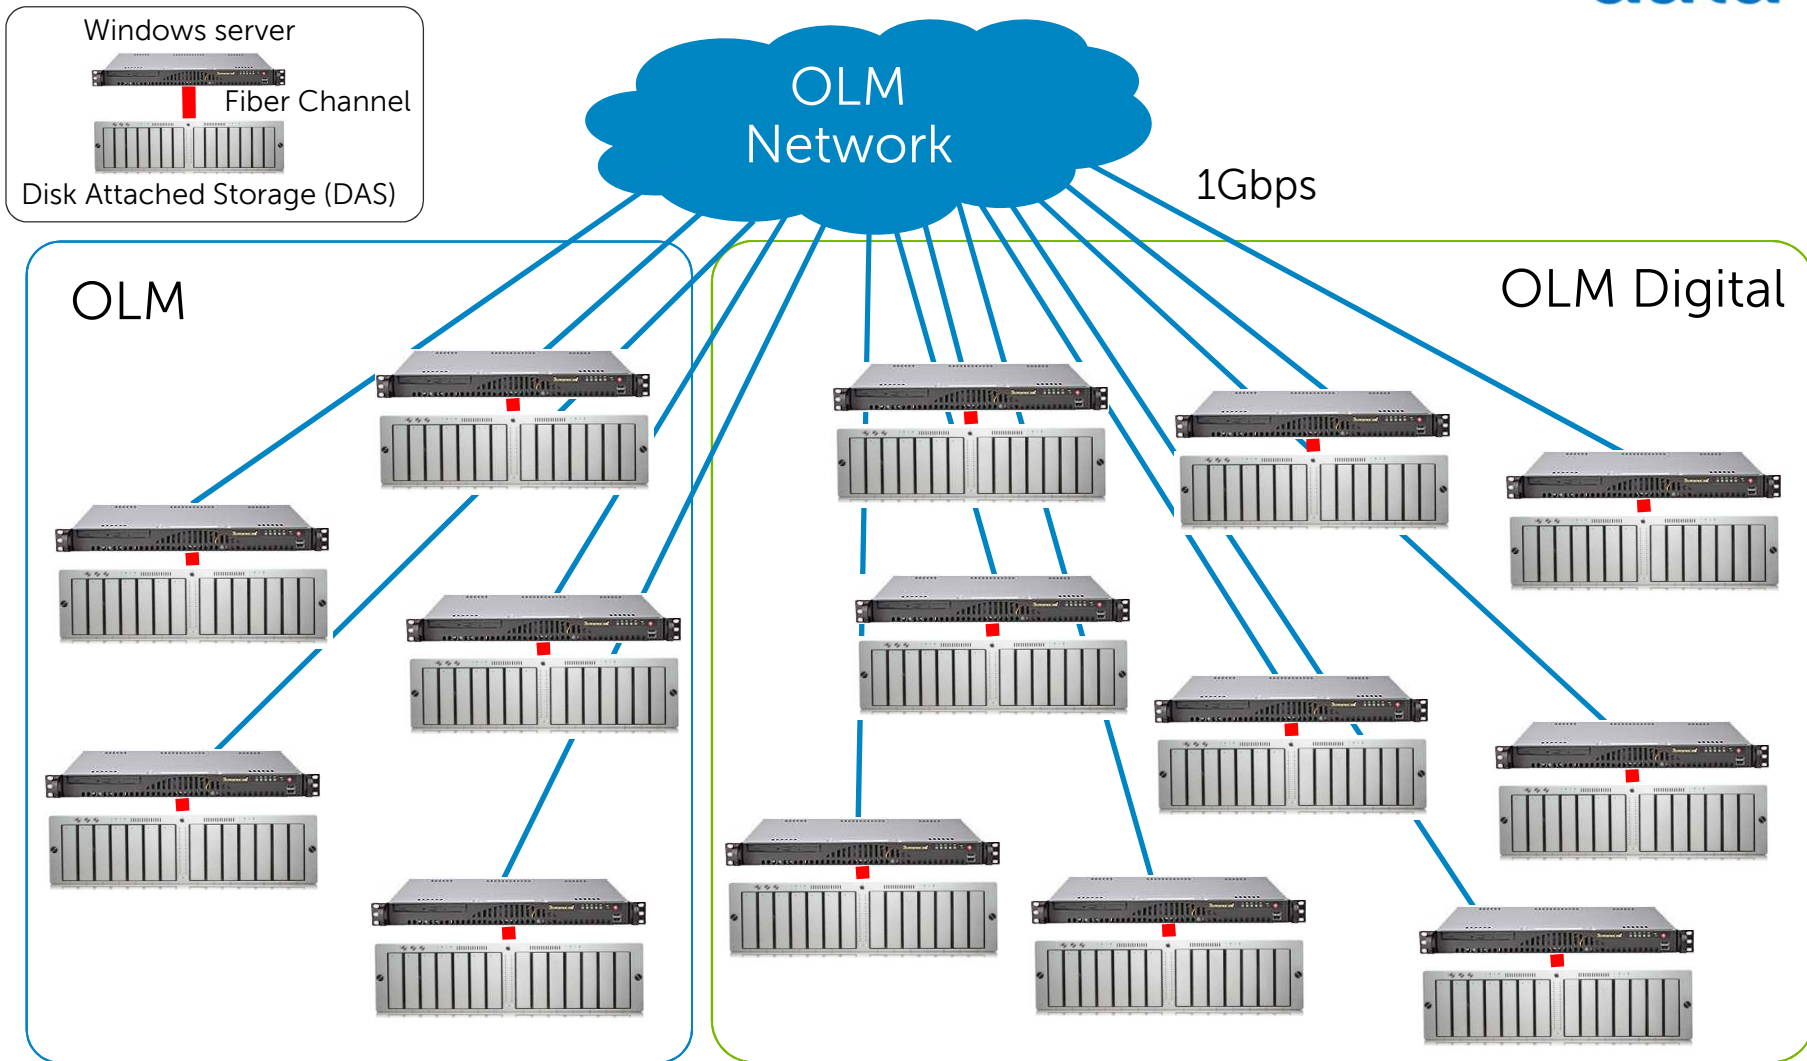 Windows server
Fiber Channel
Disk Attached Storage (DAS)
OLM
Network
1Gbps
OLM
OLM Digital